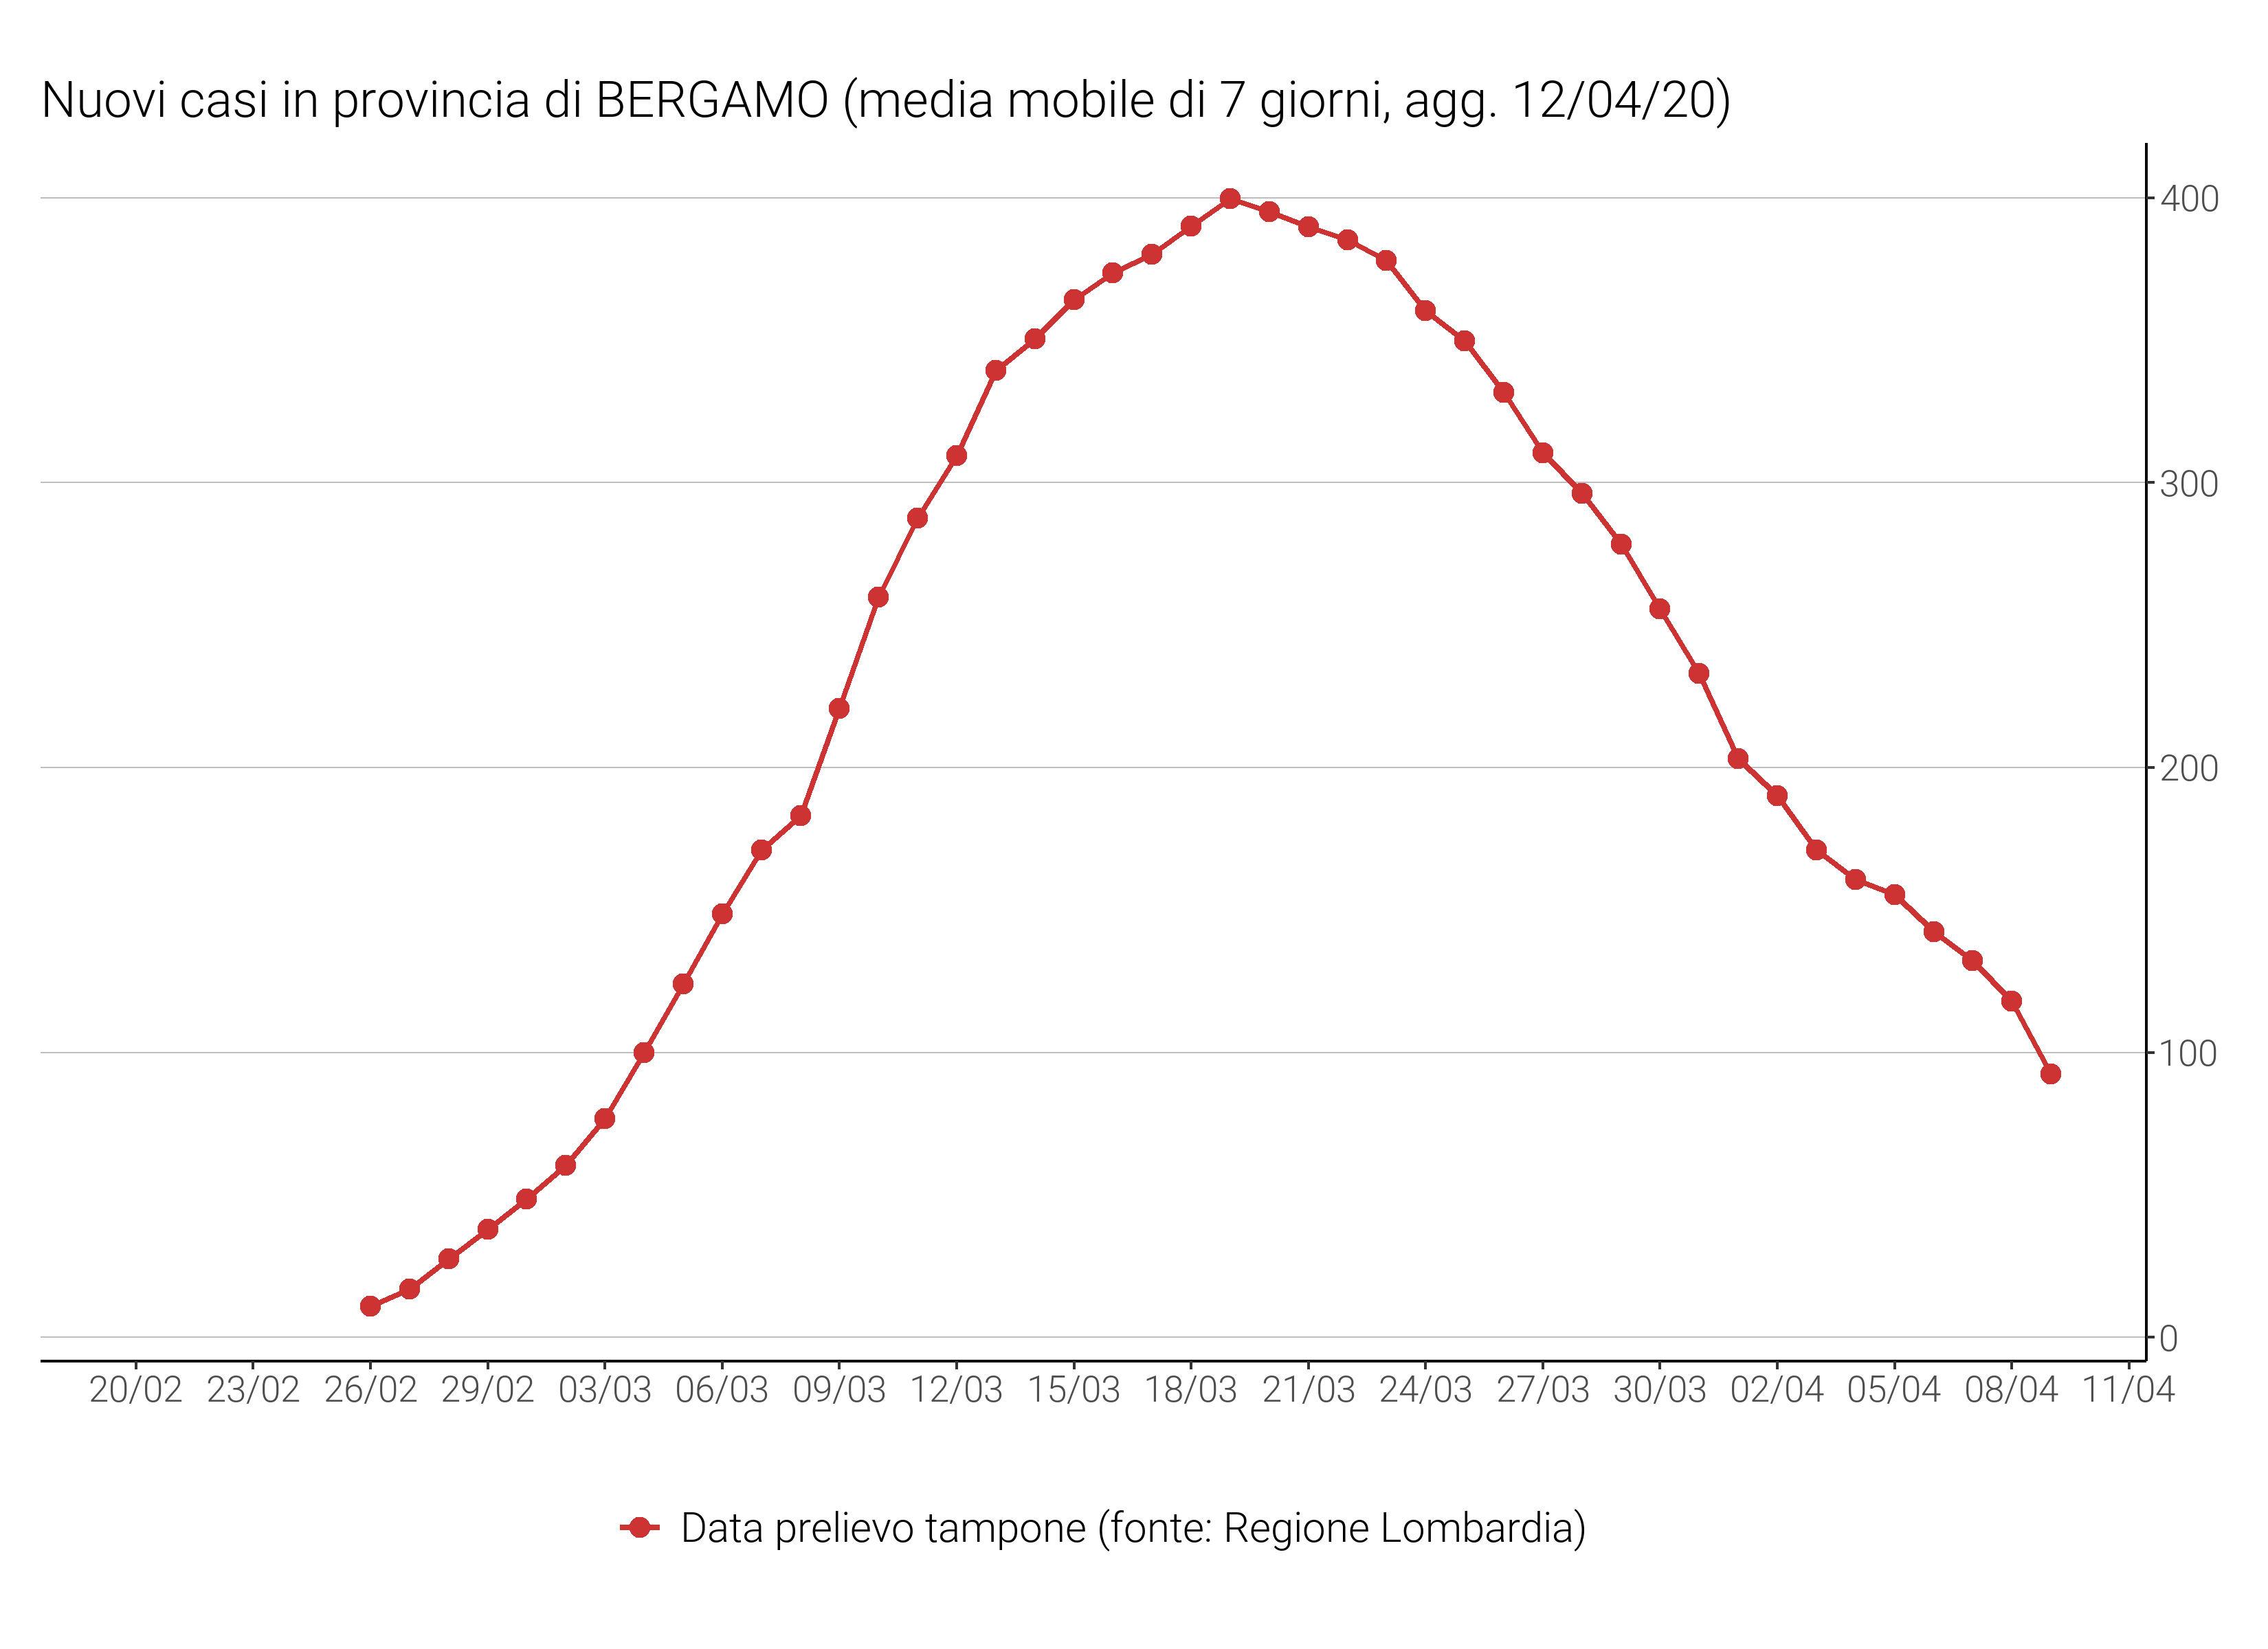 Nuovi casi in provincia di BERGAMO (media mobile di 7 giorni, agg. 12/04/20)
400
300
200
100
0
20/02 23/02 26/02 29/02 03/03 06/03 09/03 12/03 15/03 18/03 21/03 24/03 27/03 30/03 02/04 05/04 08/04 11/04
Data prelievo tampone (fonte: Regione Lombardia)